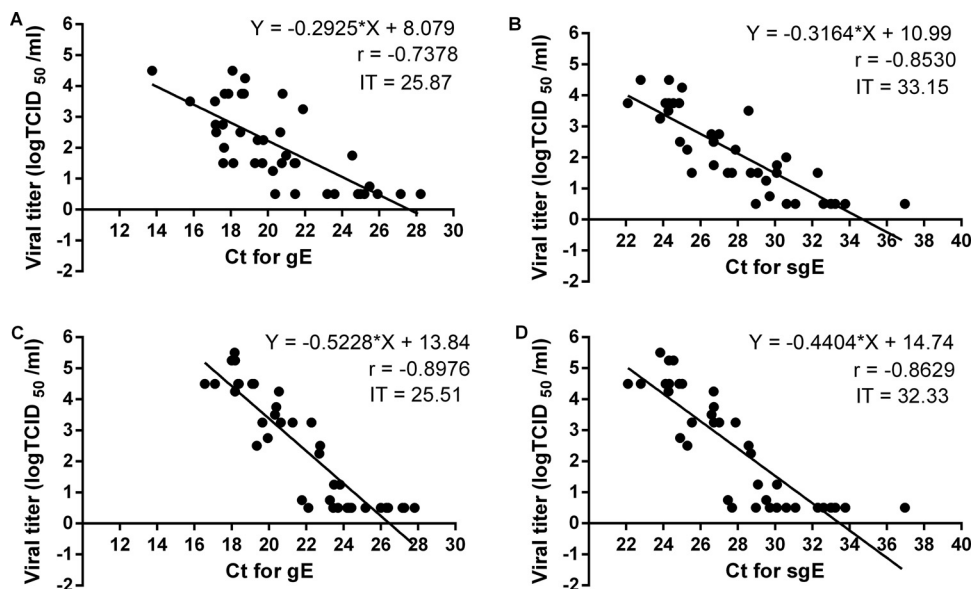 A
Y = -0.2925*X + 8.079
r = -0.7378
IT = 25.87
Viral titer (logTCID 50 /ml)
6
5
4
3
2
1
0
-1
-2
12 14 16 18 20 22 24 26 28 30
Ct for gE
B
Y = -0.3164*X + 10.99
r = -0.8530
IT = 33.15
Viral titer (logTCID 50 /ml)
6
5
4
3
2
1
0
-1
-2
22 24 26 28 30 32 34 36 38 40
Ct for sgE
C
Y = -0.5228*X + 13.84
r = -0.8976
IT = 25.51
Viral titer (logTCID 50 /ml)
6
5
4
3
2
1
0
-1
-2
12 14 16 18 20 22 24 26 28 30
Ct for gE
D
Y = -0.4404*X + 14.74
r = -0.8629
IT = 32.33
Viral titer (logTCID 50 /ml)
6
5
4
3
2
1
0
-1
-2
22 24 26 28 30 32 34 36 38 40
Ct for sgE